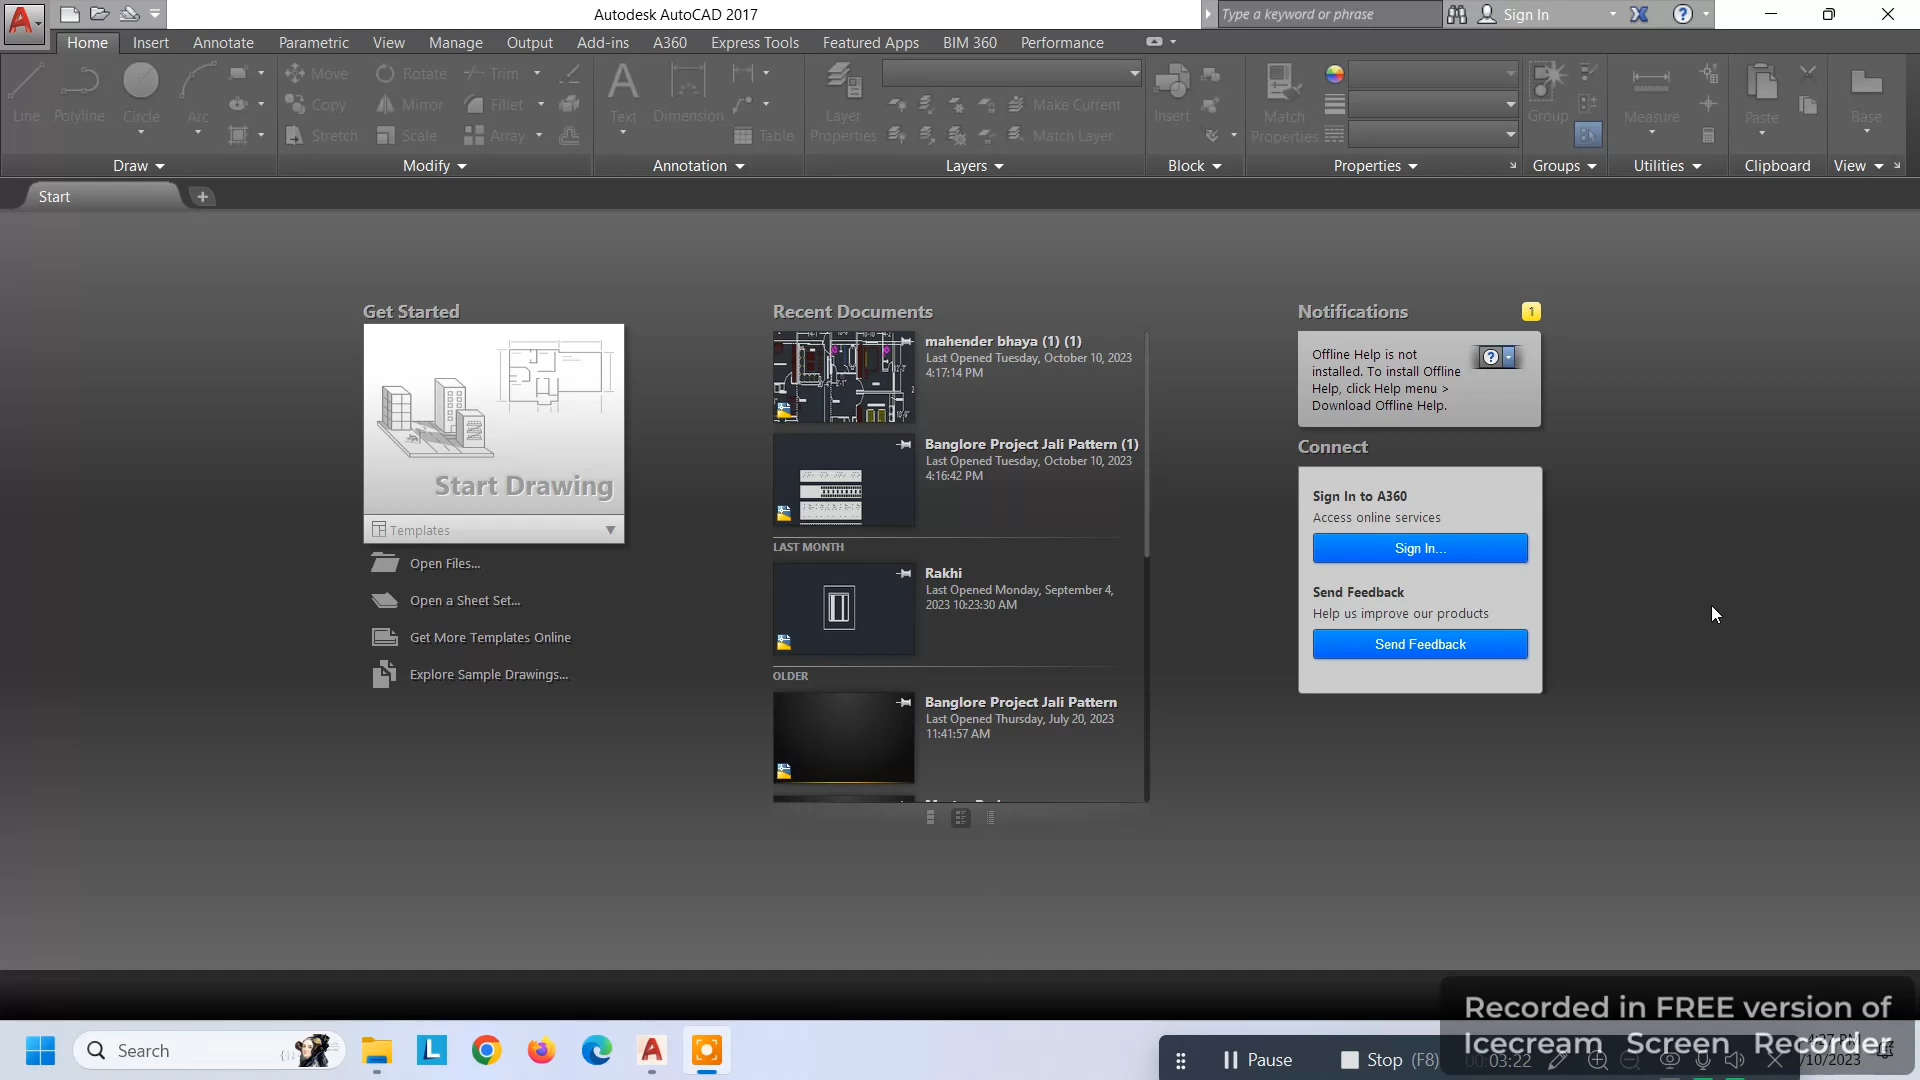 Autodesk AutoCAD 2017
Type a keyword or phrase
Sign In
Home Insert Annotate Parametric View Manage Output Add-ins A360 Express Tools Featured Apps BIM 360 Performance
Line Polyline Circle Arc
Move Rotate Trim
Copy Mirror Fillet
Stretch Scale Array
Text Dimension
Table
Layer
Properties
Make Current
Match Layer
Insert
Match
Properties
Group
Measure
Paste
Base
Draw Modify Annotation Layers Block Properties Groups Utilities Clipboard View
Start
Get Started
Start Drawing
Templates
Open Files...
Open a Sheet Set...
Get More Templates Online
Explore Sample Drawings...
Recent Documents
mahender bhaya (1) (1)
Last Opened Tuesday, October 10, 2023
4:17:14 PM
Banglore Project Jali Pattern (1)
Last Opened Tuesday, October 10, 2023
4:16:42 PM
LAST MONTH
Rakhi
Last Opened Monday, September 4,
2023 10:23:30 AM
OLDER
Banglore Project Jali Pattern
Last Opened Thursday, July 20, 2023
11:41:57 AM
Notifications 1
Offline Help is not
installed. To install Offline
Help, click Help menu >
Download Offline Help.
Connect
Sign In to A360
Access online services
Sign In...
Send Feedback
Help us improve our products
Send Feedback
Recorded in FREE version of
Icecream Screen Recorder
Search
Pause
Stop (F8)
03:22
4:27 PM
/10/2023